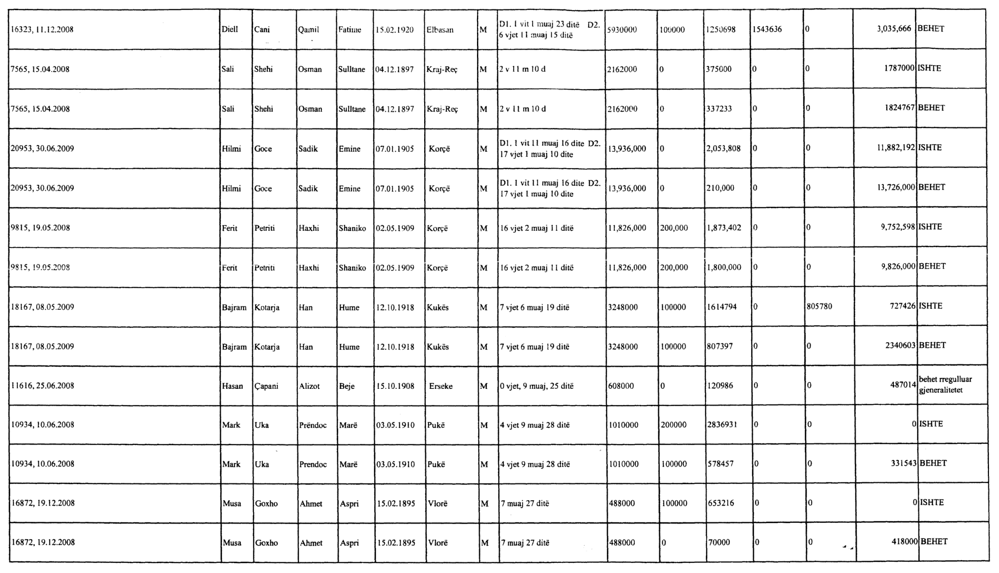 16323, 11.12.2008 Diell Cani Qamil Fatime 15.02.1920 Elbasan M D1. 1 vit 1 muaj 23 ditë D2. 6 vjet 11 muaj 15 ditë 5930000 100000 1250698 1543636 0 3,035,666 BEHET
7565, 15.04.2008 Sali Shehi Osman Sulltane 04.12.1897 Kraj-Reç M 2 v 11 m 10 d 2162000 0 375000 0 0 1787000 ISHTE
7565, 15.04.2008 Sali Shehi Osman Sulltane 04.12.1897 Kraj-Reç M 2 v 11 m 10 d 2162000 0 337233 0 0 1824767 BEHET
20953, 30.06.2009 Hilmi Goce Sadik Emine 07.01.1905 Korçë M D1. 1 vit 11 muaj 16 dite D2. 17 vjet 1 muaj 10 dite 13,936,000 0 2,053,808 0 0 11,882,192 ISHTE
20953, 30.06.2009 Hilmi Goce Sadik Emine 07.01.1905 Korçë M D1. 1 vit 11 muaj 16 dite D2. 17 vjet 1 muaj 10 dite 13,936,000 0 210,000 0 0 13,726,000 BEHET
9815, 19.05.2008 Ferit Petriti Haxhi Shaniko 02.05.1909 Korçë M 16 vjet 2 muaj 11 ditë 11,826,000 200,000 1,873,402 0 0 9,752,598 ISHTE
9815, 19.05.2008 Ferit Petriti Haxhi Shaniko 02.05.1909 Korçë M 16 vjet 2 muaj 11 ditë 11,826,000 200,000 1,800,000 0 0 9,826,000 BEHET
18167, 08.05.2009 Bajram Kotarja Han Hume 12.10.1918 Kukës M 7 vjet 6 muaj 19 ditë 3248000 100000 1614794 0 805780 727426 ISHTE
18167, 08.05.2009 Bajram Kotarja Han Hume 12.10.1918 Kukës M 7 vjet 6 muaj 19 ditë 3248000 100000 807397 0 0 2340603 BEHET
11616, 25.06.2008 Hasan Çapani Alizot Beje 15.10.1908 Erseke M 0 vjet, 9 muaj, 25 ditë 608000 0 120986 0 0 487014 behet rregulluar gjeneralitetet
10934, 10.06.2008 Mark Uka Prëndoc Marë 03.05.1910 Pukë M 4 vjet 9 muaj 28 ditë 1010000 200000 2836931 0 0 0 ISHTE
10934, 10.06.2008 Mark Uka Prendoc Marë 03.05.1910 Pukë M 4 vjet 9 muaj 28 ditë 1010000 100000 578457 0 0 331543 BEHET
16872, 19.12.2008 Musa Goxho Ahmet Aspri 15.02.1895 Vlorë M 7 muaj 27 ditë 488000 100000 653216 0 0 0 ISHTE
16872, 19.12.2008 Musa Goxho Ahmet Aspri 15.02.1895 Vlorë M 7 muaj 27 ditë 488000 0 70000 0 0 418000 BEHET